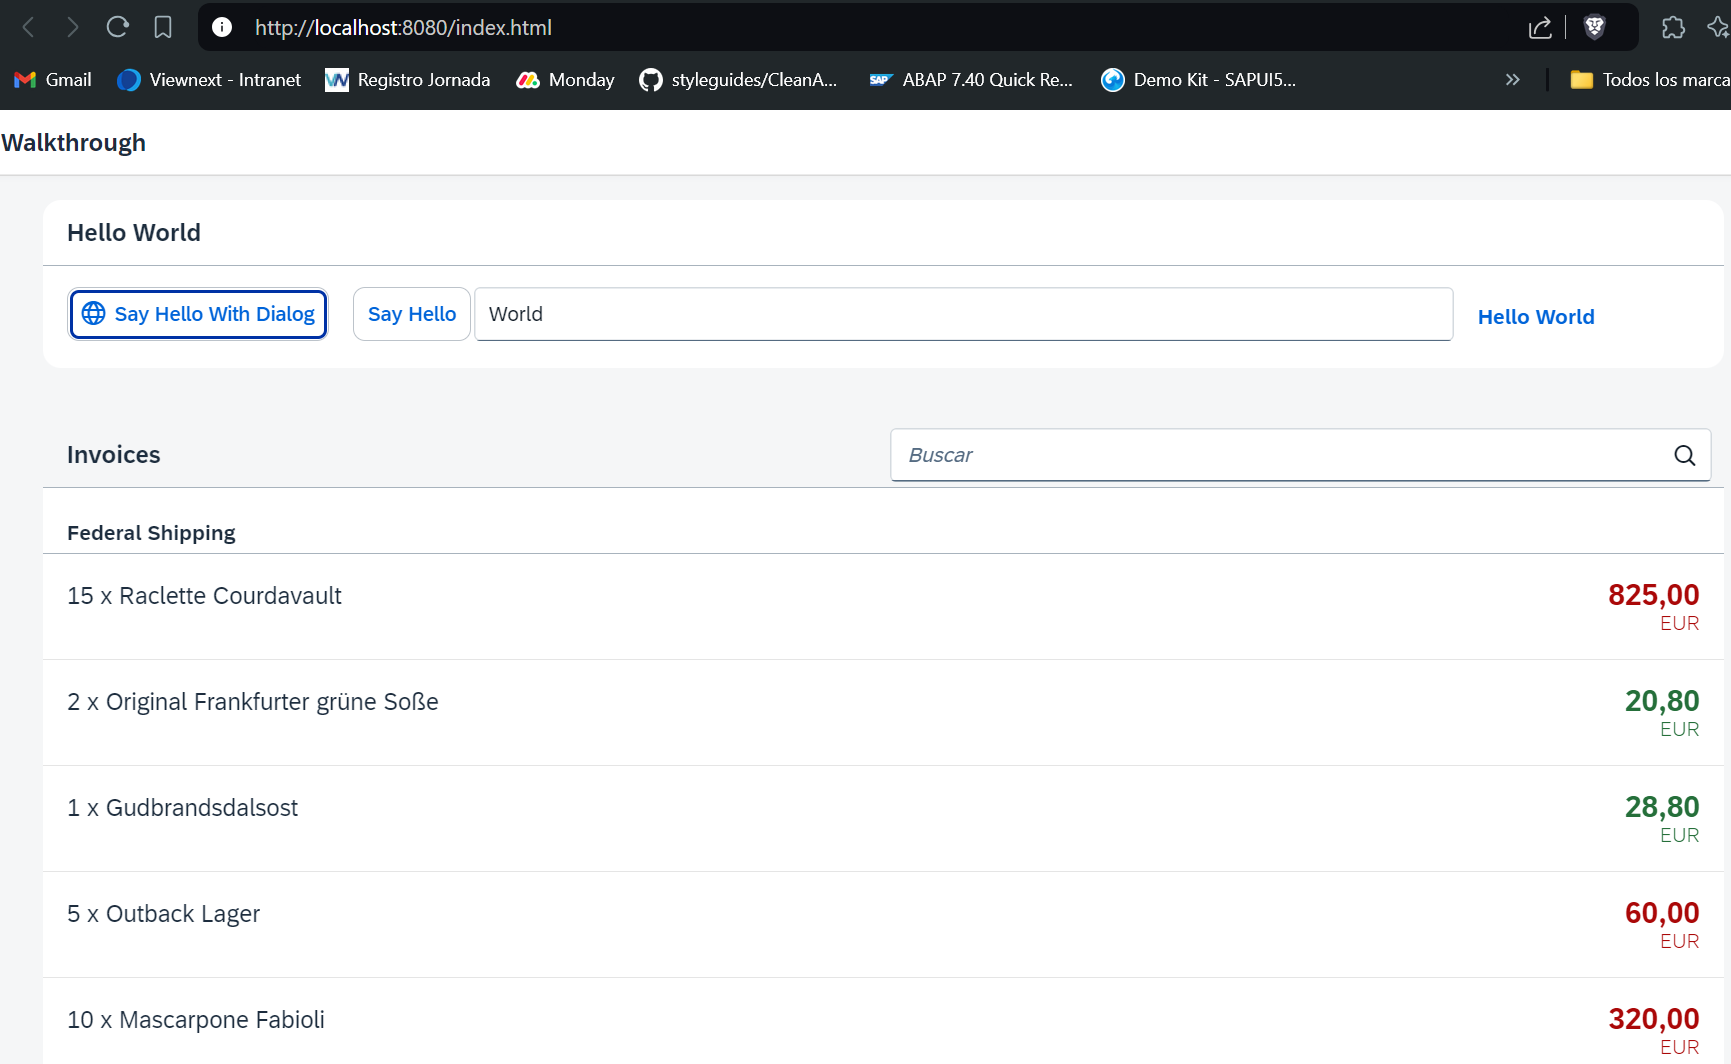 http://localhost:8080/index.html
Gmail Viewnext - Intranet Registro Jornada Monday styleguides/CleanA... SAP ABAP 7.40 Quick Re... Demo Kit - SAPUI5... » Todos los marca
Walkthrough
Hello World
Say Hello With Dialog Say Hello World Hello World
Invoices Buscar
Federal Shipping
15 x Raclette Courdavault 825,00
EUR
2 x Original Frankfurter grüne Soße 20,80
EUR
1 x Gudbrandsdalsost 28,80
EUR
5 x Outback Lager 60,00
EUR
10 x Mascarpone Fabioli 320,00
EUR